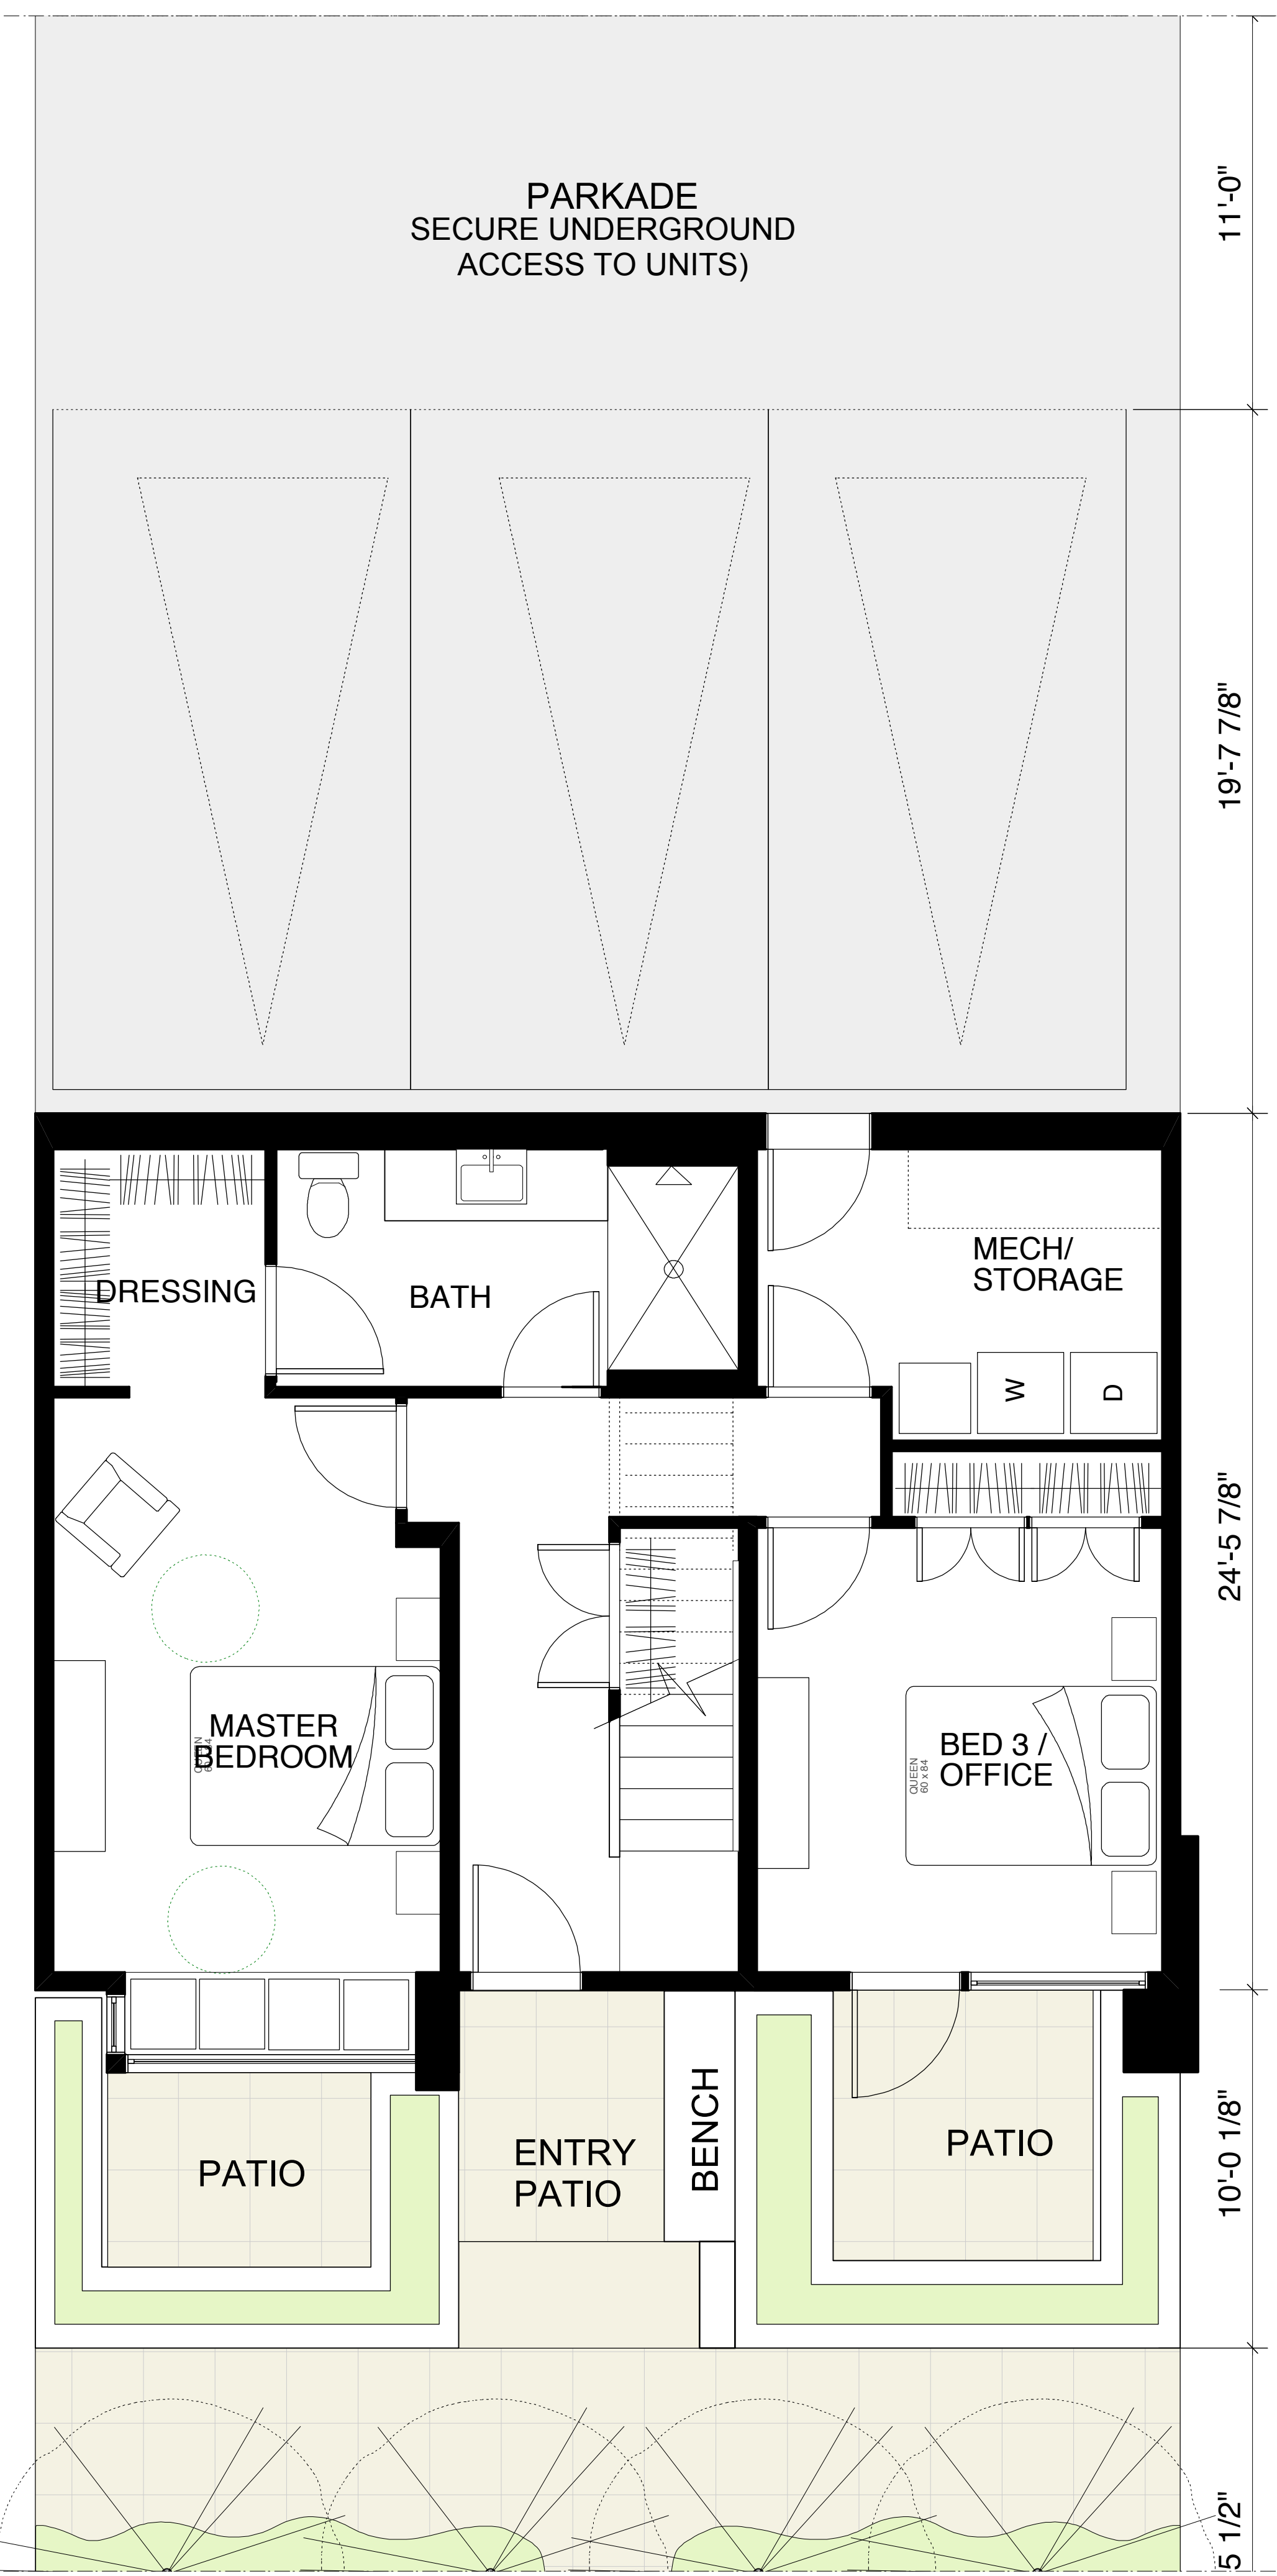 PARKADE
SECURE UNDERGROUND
ACCESS TO UNITS)
11'-0"
19'-7 7/8"
DRESSING
BATH
MECH/
STORAGE
W
D
24'-5 7/8"
MASTER
BEDROOM
QUEEN
BED 3 /
OFFICE
QUEEN
60 x 84
PATIO
ENTRY
PATIO
BENCH
PATIO
10'-0 1/8"
5 1/2"